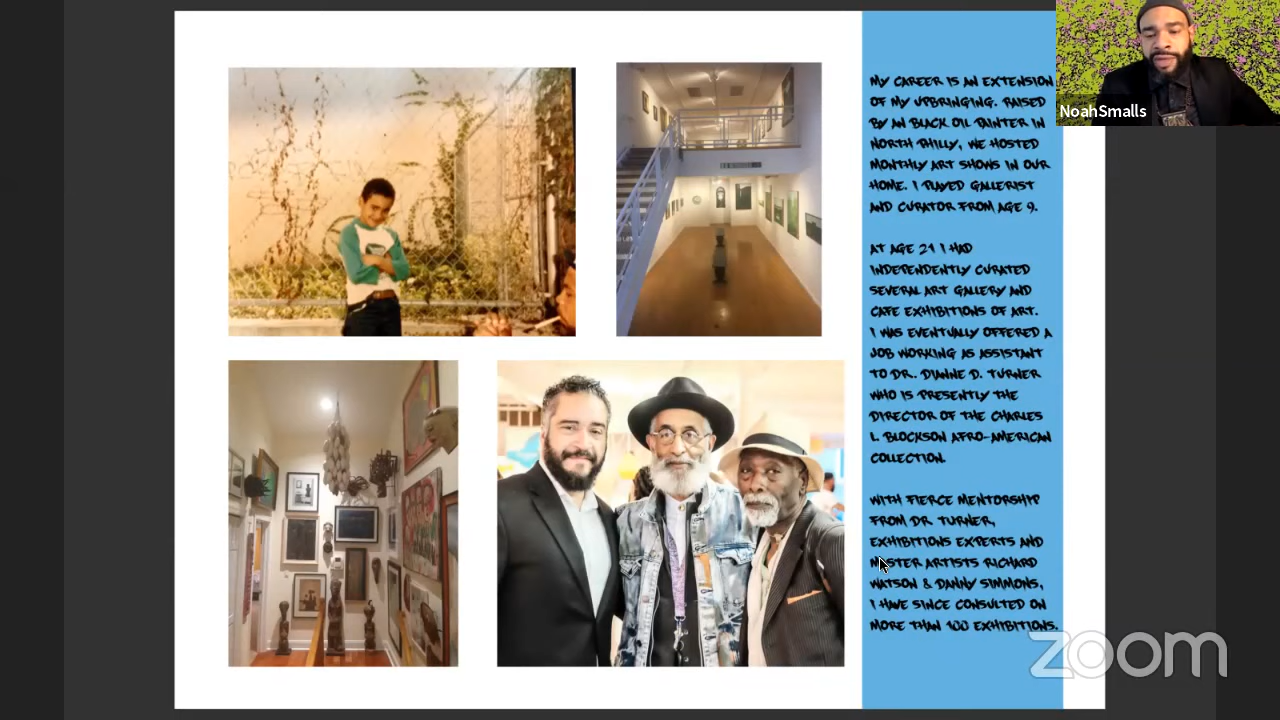 NoahSmalls
MY CAREER IS AN EXTENSION
OF MY UPBRINGING. RAISED
BY AN BLACK OIL PAINTER IN
NORTH PHILLY, WE HOSTED
MONTHLY ART SHOWS IN OUR
HOME. I PLAYED GALLERIST
AND CURATOR FROM AGE 9.
AT AGE 21 I HAD
INDEPENDENTLY CURATED
SEVERAL ART GALLERY AND
CAFE EXHIBITIONS OF ART.
I WAS EVENTUALLY OFFERED A
JOB WORKING AS ASSISTANT
TO DR. DIANNE D. TURNER
WHO IS PRESENTLY THE
DIRECTOR OF THE CHARLES
L BLOCKSON AFRO-AMERICAN
COLLECTION.
WITH FIERCE MENTORSHIP
FROM DR TURNER,
EXHIBITIONS EXPERTS AND
MASTER ARTISTS RICHARD
WATSON & DANNY SIMMONS,
I HAVE SINCE CONSULTED ON
MORE THAN 100 EXHIBITIONS.
zoom